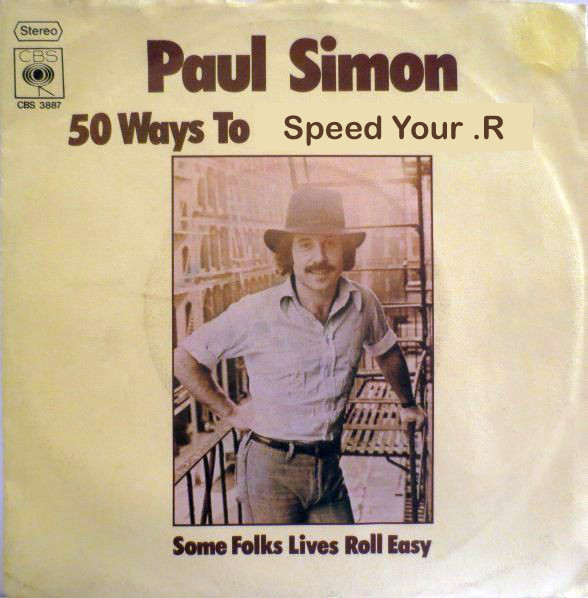 Stereo
CBS
CBS 3887
Paul Simon
50 Ways To Speed Your .R
Some Folks Lives Roll Easy